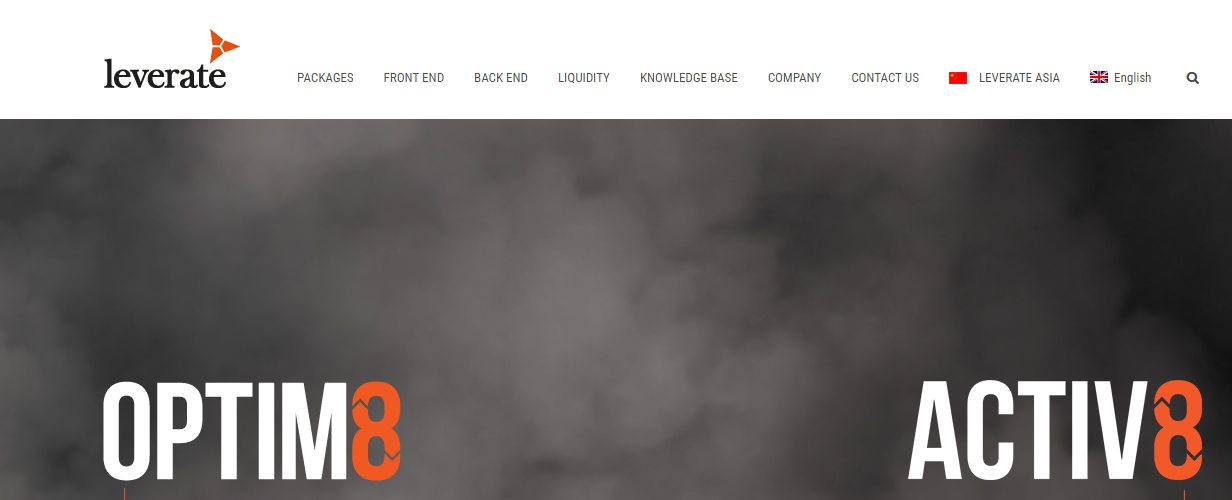 leverate
PACKAGES FRONT END BACK END LIQUIDITY KNOWLEDGE BASE COMPANY CONTACT US LEVERATE ASIA English
OPTIM8 ACTIV8